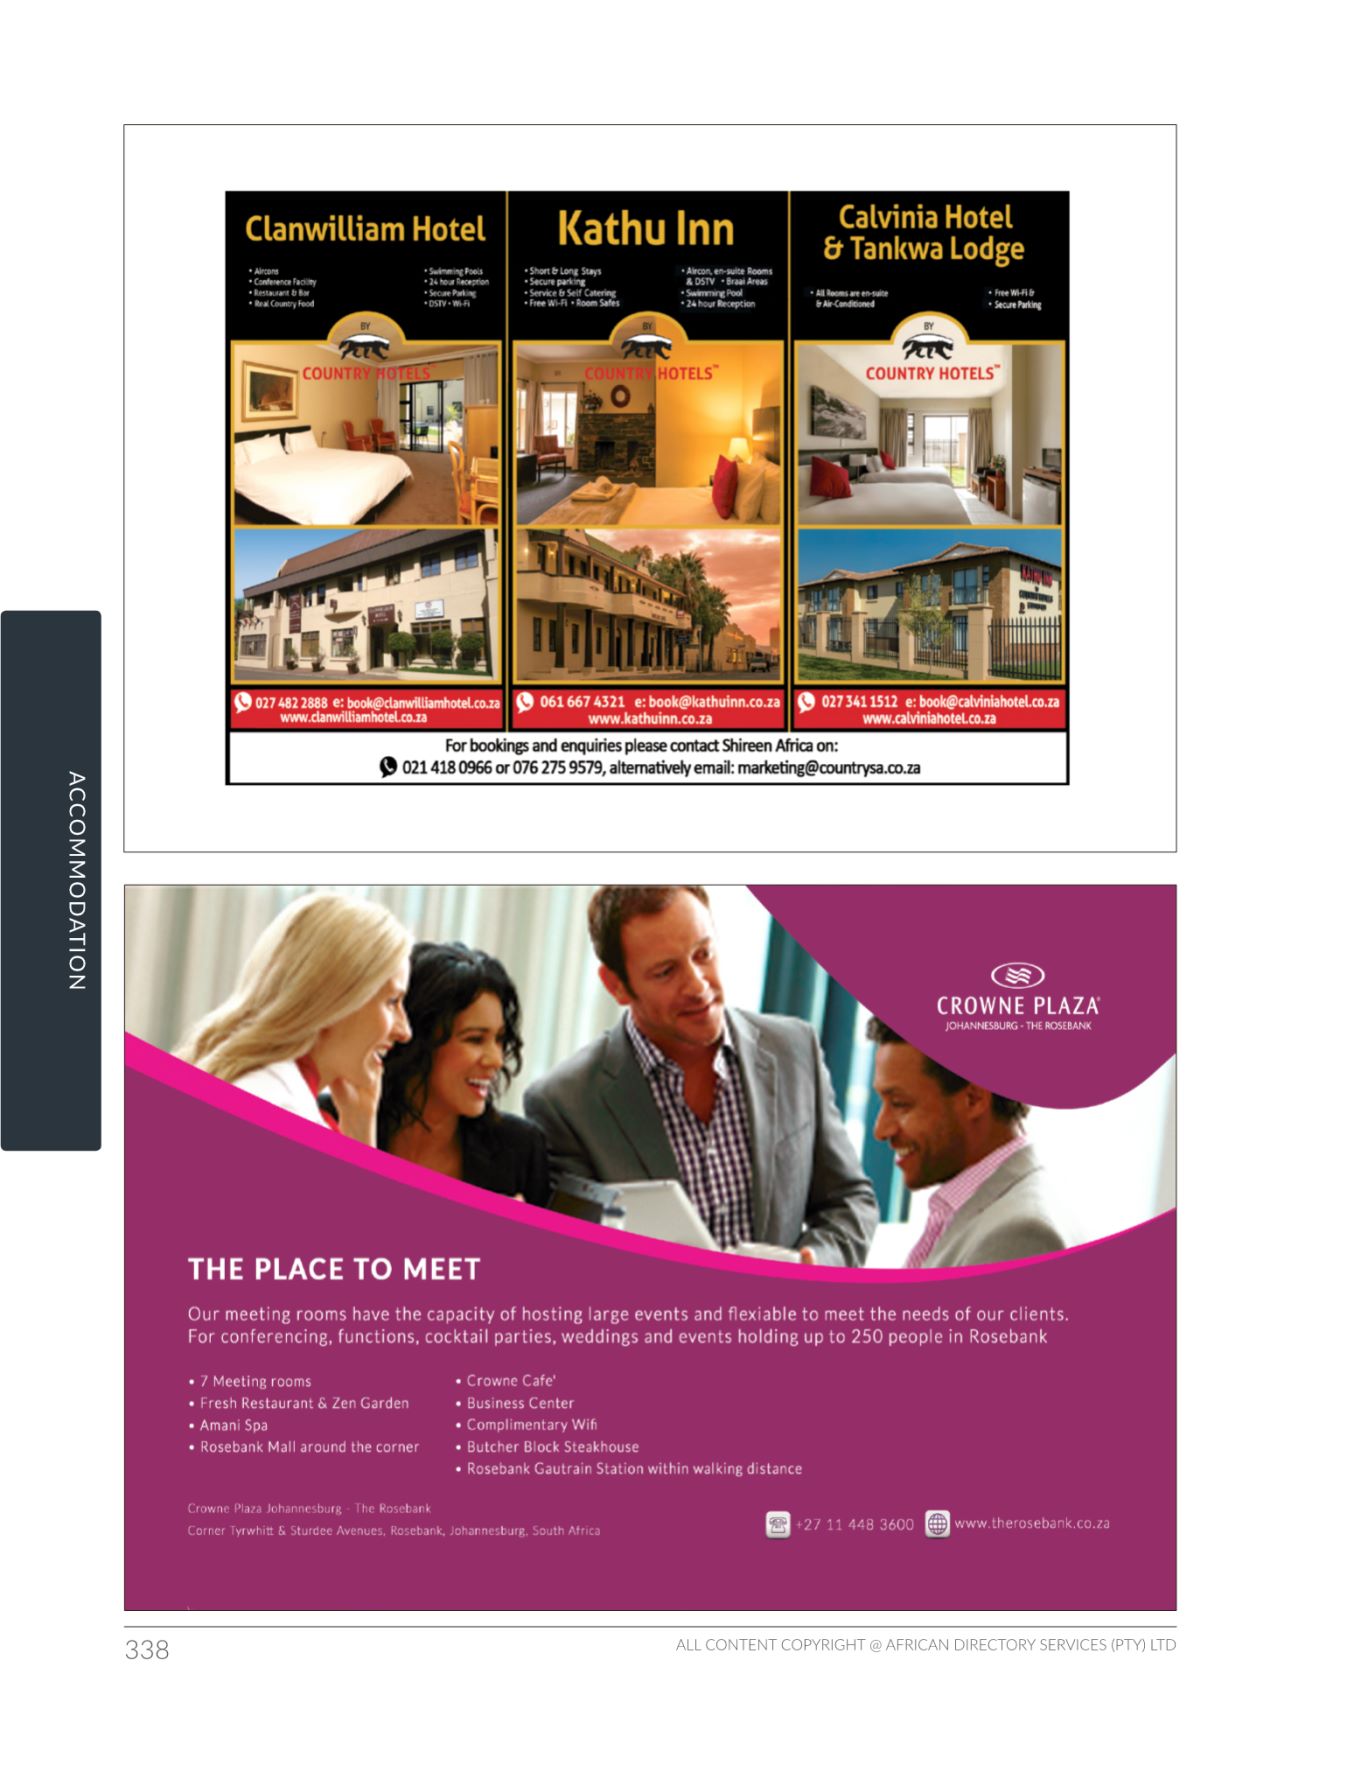 ACCOMMODATION
Clanwilliam Hotel
• Aircons
• Conference Facility
• Restaurant & Bar
• Real Country Food
• Swimming Pools
• 24 hour Reception
• Secure Parking
• DSTV • Wi-Fi
BY
COUNTRY HOTELS™
027 482 2888 e: book@clanwilliamhotel.co.za
www.clanwilliamhotel.co.za
Kathu Inn
• Short & Long Stays
• Secure parking
• Service & Self Catering
• Free Wi-Fi • Room Safes
• Aircon, en-suite Rooms
& DSTV • Braai Areas
• Swimming Pool
• 24 hour Reception
BY
COUNTRY HOTELS™
061 667 4321 e: book@kathuinn.co.za
www.kathuinn.co.za
Calvinia Hotel
& Tankwa Lodge
• All Rooms are en-suite
& Air-Conditioned
• Free Wi-Fi &
• Secure Parking
BY
COUNTRY HOTELS™
KATHU INN
027 341 1512 e: book@calviniahotel.co.za
www.calviniahotel.co.za
For bookings and enquiries please contact Shireen Africa on:
021 418 0966 or 076 275 9579, alternatively email: marketing@countrysa.co.za
CROWNE PLAZA®
JOHANNESBURG - THE ROSEBANK
THE PLACE TO MEET
Our meeting rooms have the capacity of hosting large events and flexiable to meet the needs of our clients.
For conferencing, functions, cocktail parties, weddings and events holding up to 250 people in Rosebank
• 7 Meeting rooms
• Fresh Restaurant & Zen Garden
• Amani Spa
• Rosebank Mall around the corner
• Crowne Cafe'
• Business Center
• Complimentary Wifi
• Butcher Block Steakhouse
• Rosebank Gautrain Station within walking distance
Crowne Plaza Johannesburg - The Rosebank
Corner Tyrwhitt & Sturdee Avenues, Rosebank, Johannesburg, South Africa
+27 11 448 3600 www.therosebank.co.za
338
ALL CONTENT COPYRIGHT @ AFRICAN DIRECTORY SERVICES (PTY) LTD